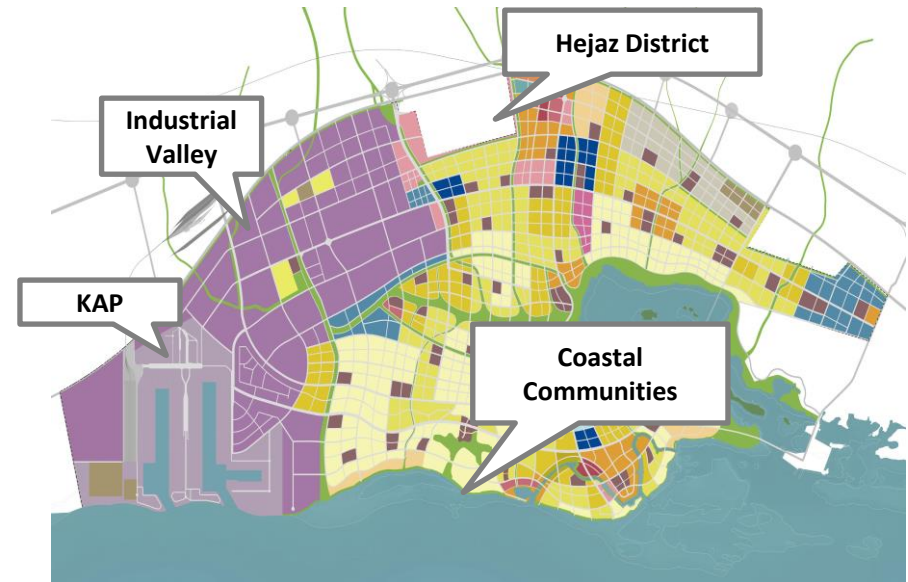 Hejaz District
Industrial
Valley
KAP
Coastal
Communities